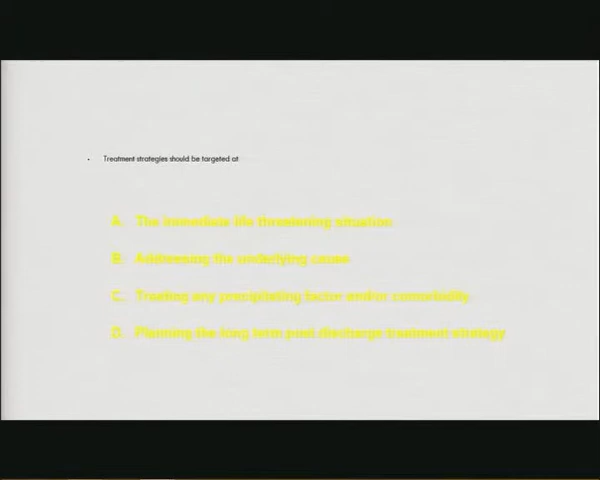 • Treatment strategies should be targeted at
A. The immediate life threatening situation
B. Addressing the underlying cause
C. Treating any precipitating factor and/or comorbidity
D. Planning the long term post discharge treatment strategy